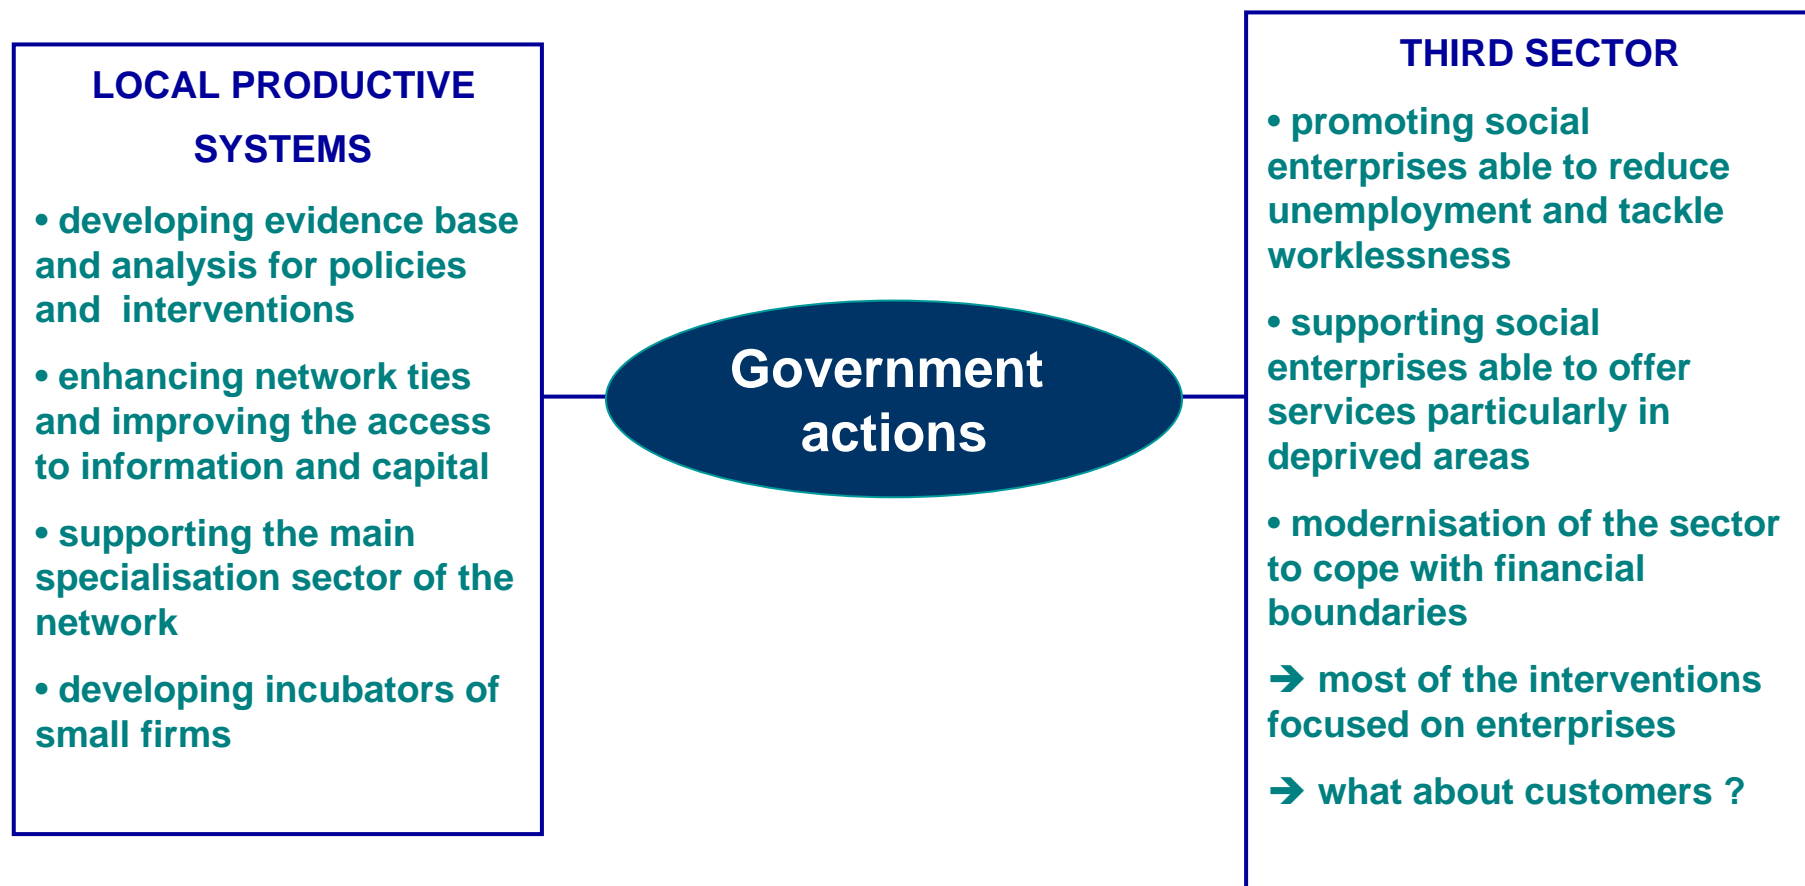 LOCAL PRODUCTIVE
SYSTEMS
• developing evidence base
and analysis for policies
and  interventions
• enhancing network ties
and improving the access
to information and capital
• supporting the main
specialisation sector of the
network
• developing incubators of
small firms
Government
actions
THIRD SECTOR
• promoting social
enterprises able to reduce
unemployment and tackle
worklessness
• supporting social
enterprises able to offer
services particularly in
deprived areas
• modernisation of the sector
to cope with financial
boundaries
➔ most of the interventions
focused on enterprises
➔ what about customers ?